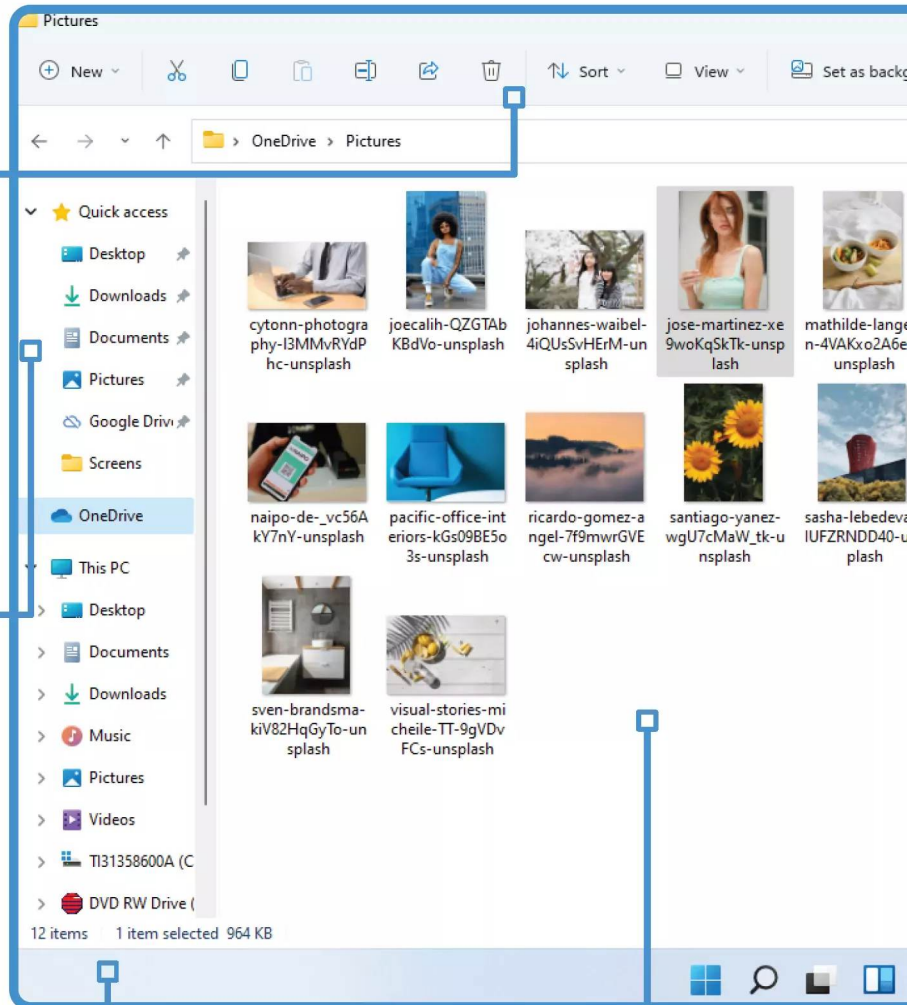 Pictures
New
Sort
View
Set as backg
OneDrive > Pictures
Quick access
Desktop
Downloads
Documents
Pictures
Google Driv
Screens
OneDrive
This PC
Desktop
Documents
Downloads
Music
Pictures
Videos
TI31358600A (C
DVD RW Drive (
cytonn-photogra
phy-I3MMvRYdP
hc-unsplash
joecalih-QZGTAb
KBdVo-unsplash
johannes-waibel-
4iQUsSvHErM-un
splash
jose-martinez-xe
9woKqSkTk-unsp
lash
mathilde-lange
n-4VAKxo2A6e
unsplash
naipo-de-_vc56A
kY7nY-unsplash
pacific-office-int
eriors-kGs09BE5o
3s-unsplash
ricardo-gomez-a
ngel-7f9mwrGVE
cw-unsplash
santiago-yanez-
wgU7cMaW_tk-u
nsplash
sasha-lebedeva
IUFZRNDD40-u
plash
sven-brandsma-
kiV82HqGyTo-un
splash
visual-stories-mi
cheile-TT-9gVDv
FCs-unsplash
12 items 1 item selected 964 KB